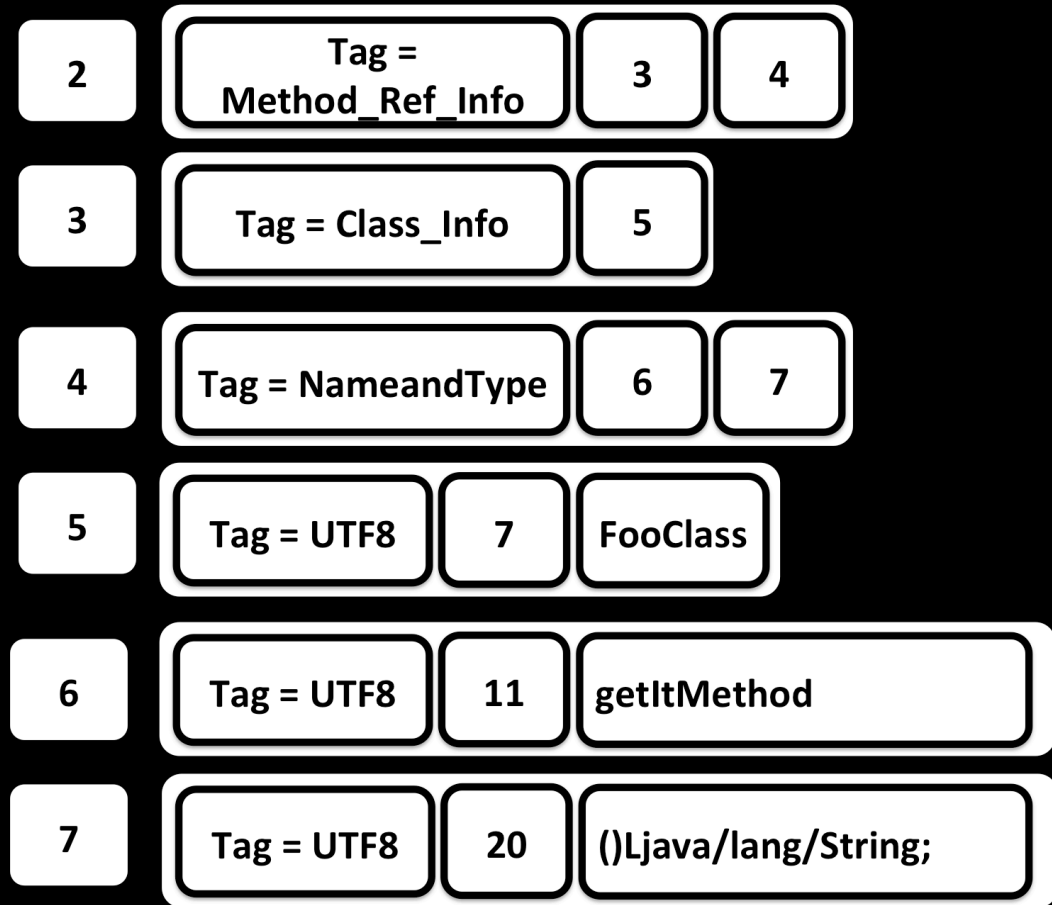 2 Tag = Method_Ref_Info 3 4
3 Tag = Class_Info 5
4 Tag = NameandType 6 7
5 Tag = UTF8 7 FooClass
6 Tag = UTF8 11 getItMethod
7 Tag = UTF8 20 ()Ljava/lang/String;